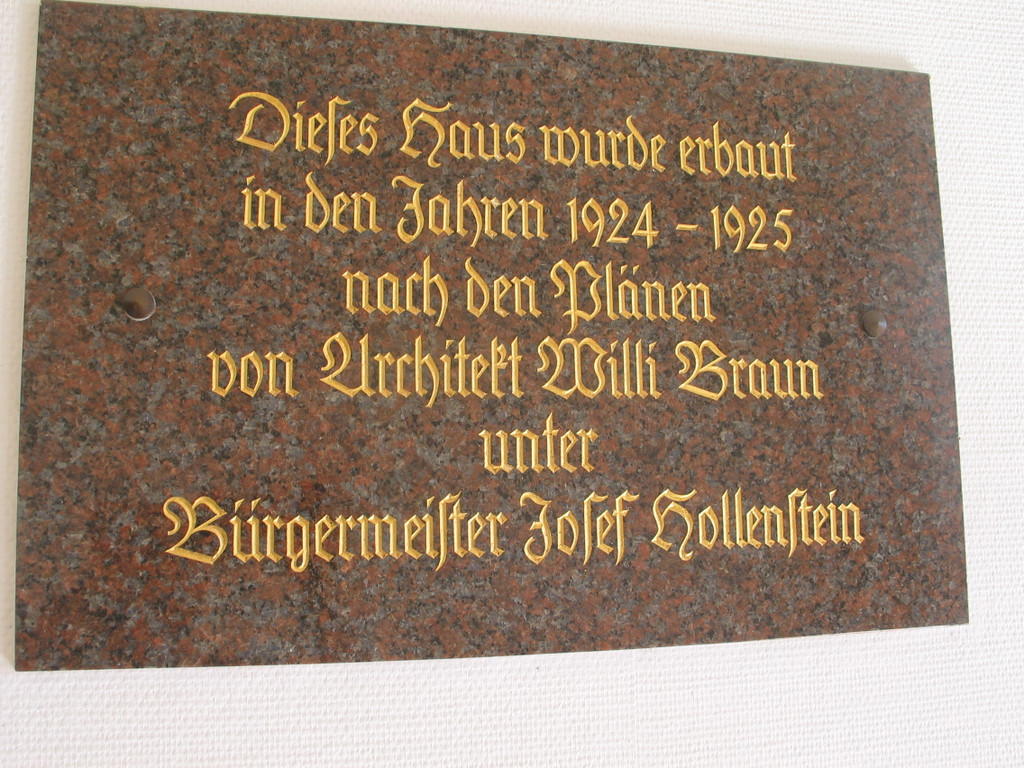 Dieſes Haus wurde erbaut
in den Jahren 1924 – 1925
nach den Plänen
von Architekt Willi Braun
unter
Bürgermeiſter Joſef Hollenſtein